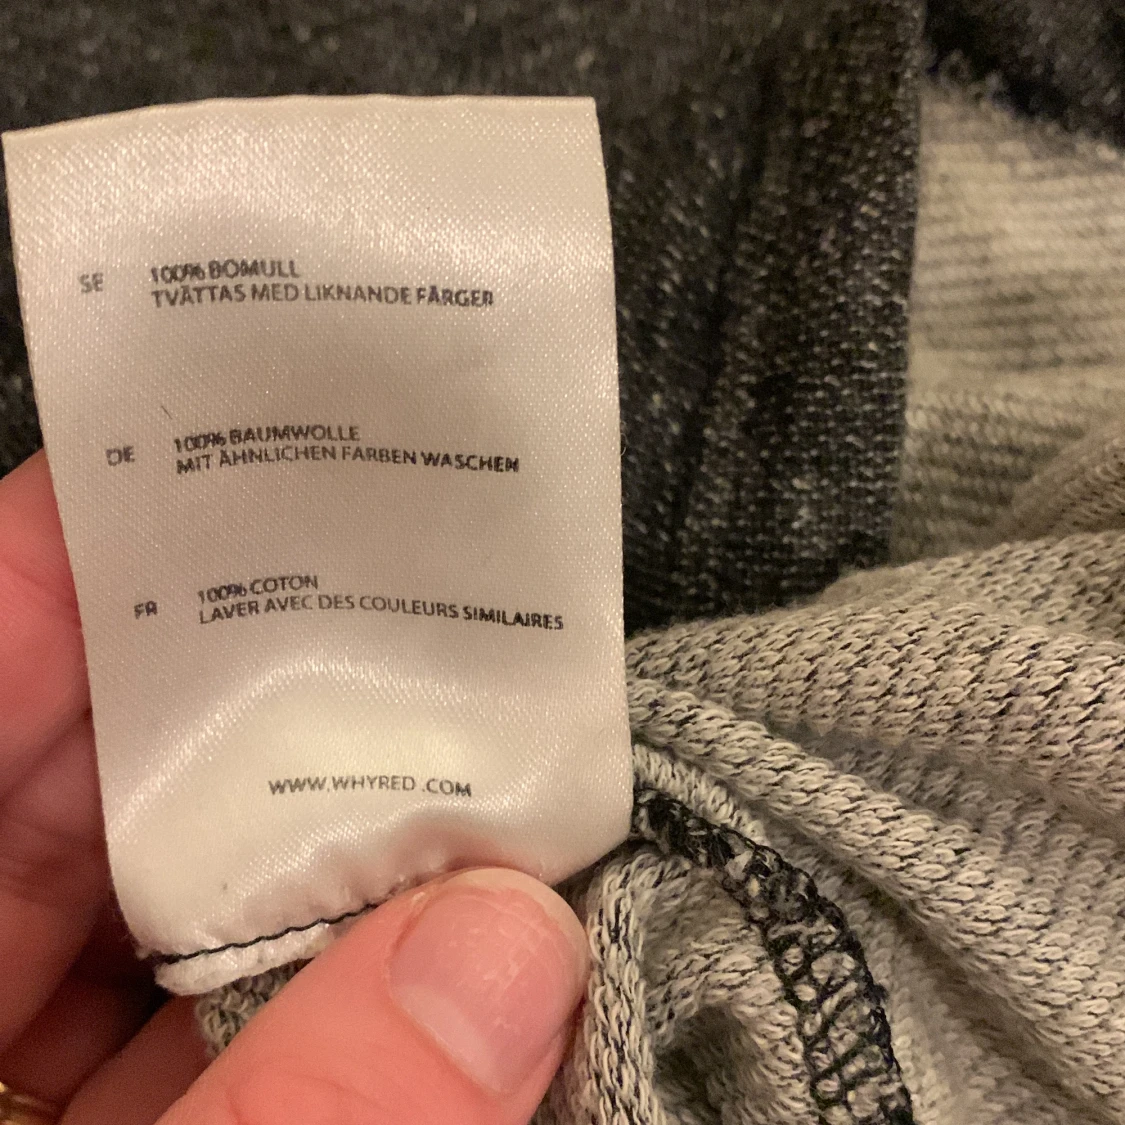 SE
100% BOMULL
TVÄTTAS MED LIKNANDE FÄRGER
DE
100% BAUMWOLLE
MIT ÄHNLICHEN FARBEN WASCHEN
FR
100% COTON
LAVER AVEC DES COULEURS SIMILAIRES
WWW.WHYRED .COM